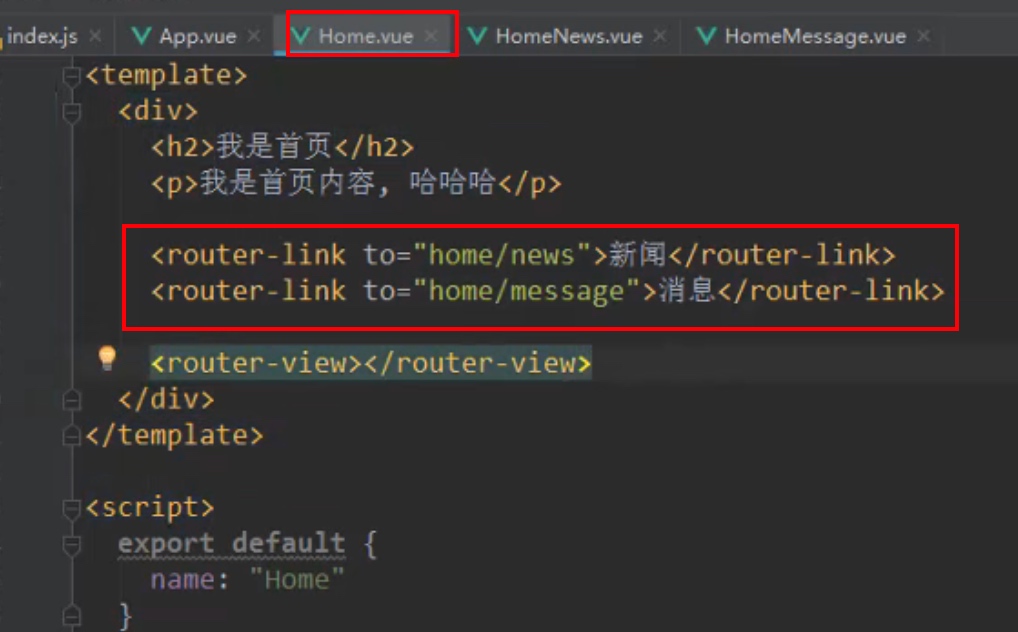 index.js × App.vue × Home.vue × HomeNews.vue × HomeMessage.vue ×
<template>
<div>
<h2>我是首页</h2>
<p>我是首页内容, 哈哈哈</p>
<router-link to="home/news">新闻</router-link>
<router-link to="home/message">消息</router-link>
<router-view></router-view>
</div>
</template>
<script>
export default {
name: "Home"
}